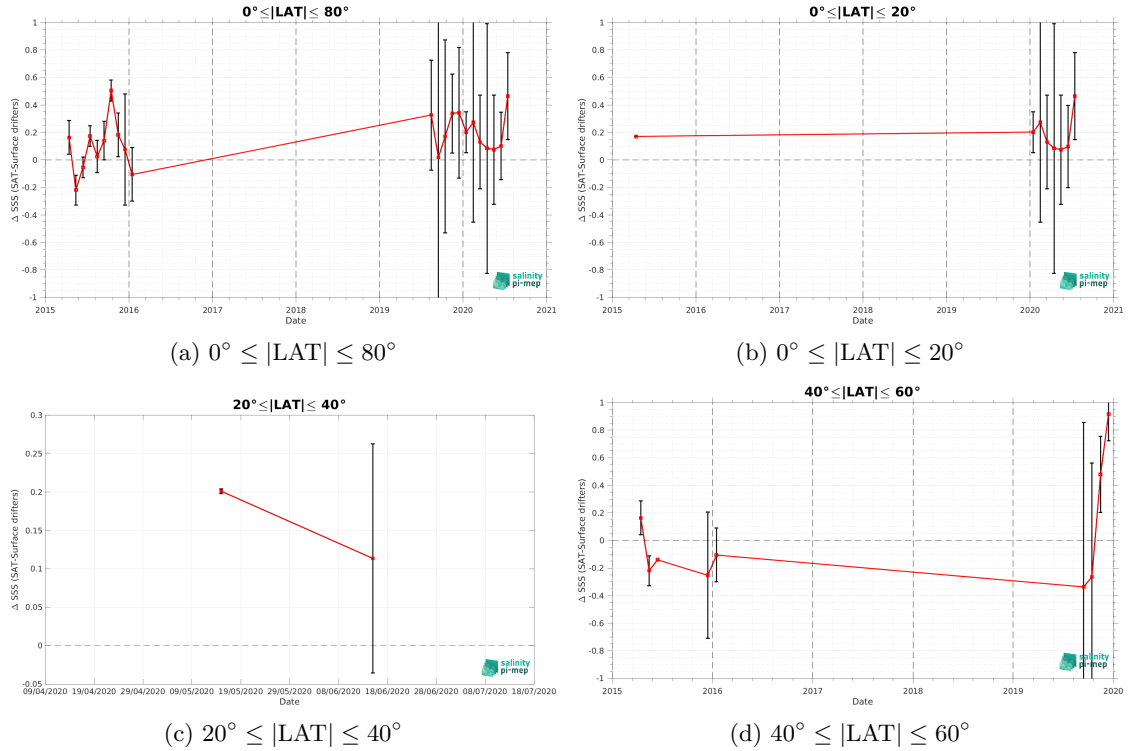 0°≤|LAT|≤ 80°
1
0.8
0.6
0.4
0.2
0
-0.2
-0.4
-0.6
-0.8
-1
Δ SSS (SAT-Surface drifters)
2015 2016 2017 2018 2019 2020 2021
Date
salinity
pi-mep
(a) 0° ≤ |LAT| ≤ 80°
0°≤|LAT|≤ 20°
1
0.8
0.6
0.4
0.2
0
-0.2
-0.4
-0.6
-0.8
-1
Δ SSS (SAT-Surface drifters)
2015 2016 2017 2018 2019 2020 2021
Date
salinity
pi-mep
(b) 0° ≤ |LAT| ≤ 20°
20°≤|LAT|≤ 40°
0.3
0.25
0.2
0.15
0.1
0.05
0
-0.05
Δ SSS (SAT-Surface drifters)
09/04/2020 19/04/2020 29/04/2020 09/05/2020 19/05/2020 29/05/2020 08/06/2020 18/06/2020 28/06/2020 08/07/2020 18/07/2020
Date
salinity
pi-mep
(c) 20° ≤ |LAT| ≤ 40°
40°≤|LAT|≤ 60°
1
0.8
0.6
0.4
0.2
0
-0.2
-0.4
-0.6
-0.8
-1
Δ SSS (SAT-Surface drifters)
2015 2016 2017 2018 2019 2020
Date
salinity
pi-mep
(d) 40° ≤ |LAT| ≤ 60°